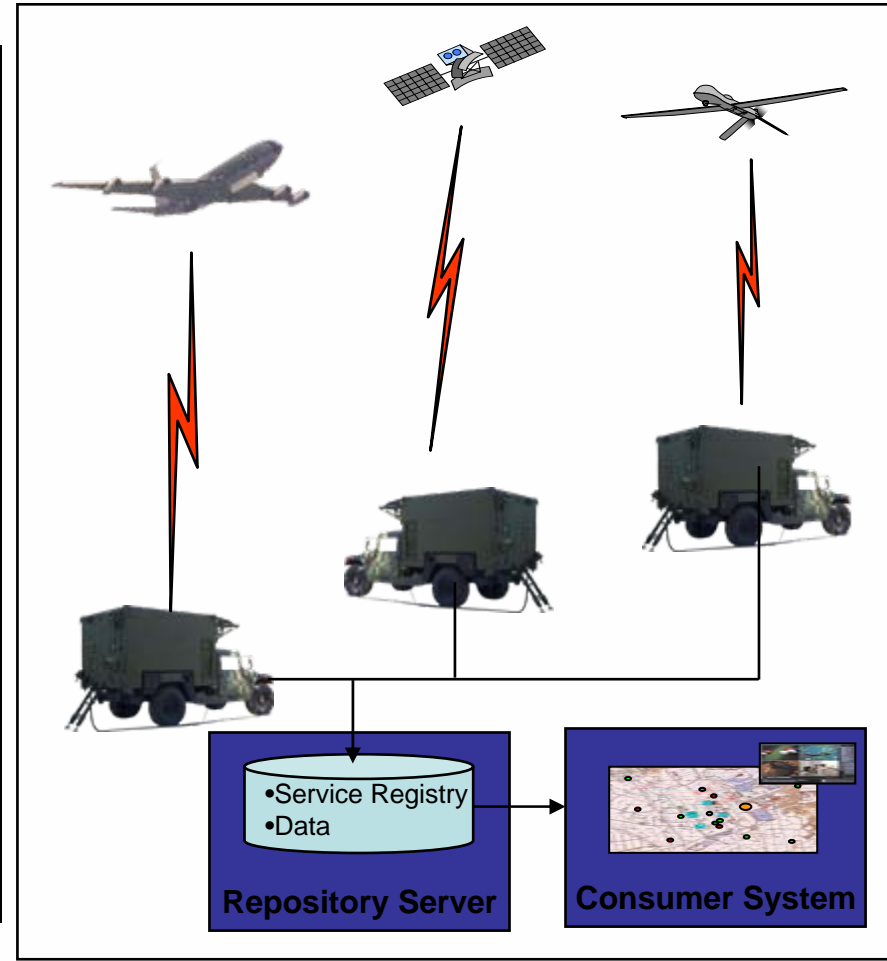 •Service Registry
•Data
Repository Server
Consumer System